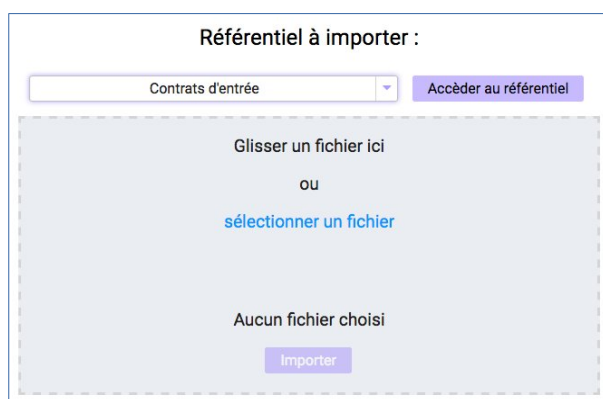 Référentiel à importer :
Contrats d'entrée
Accèder au référentiel
Glisser un fichier ici
ou
sélectionner un fichier
Aucun fichier choisi
Importer